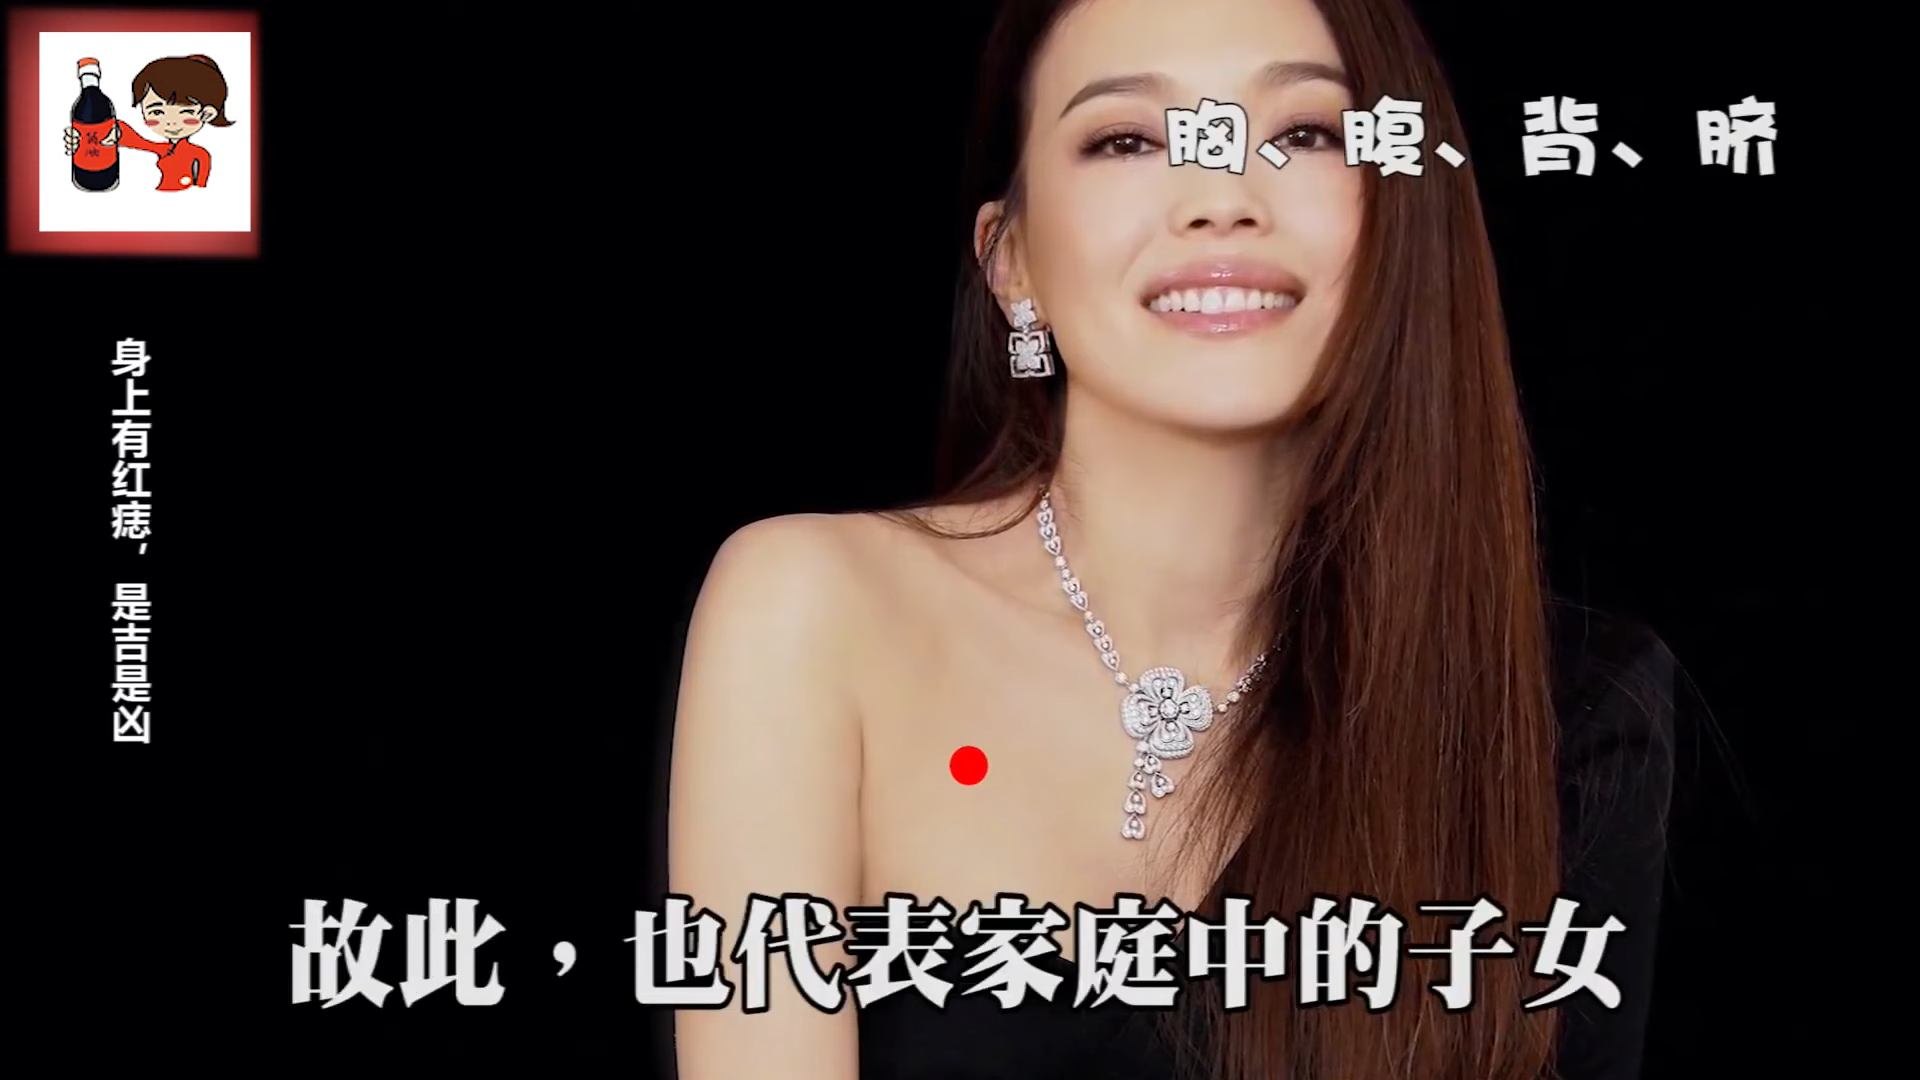 胸、腹、背、脐
身上有红痣，是吉是凶
故此，也代表家庭中的子女